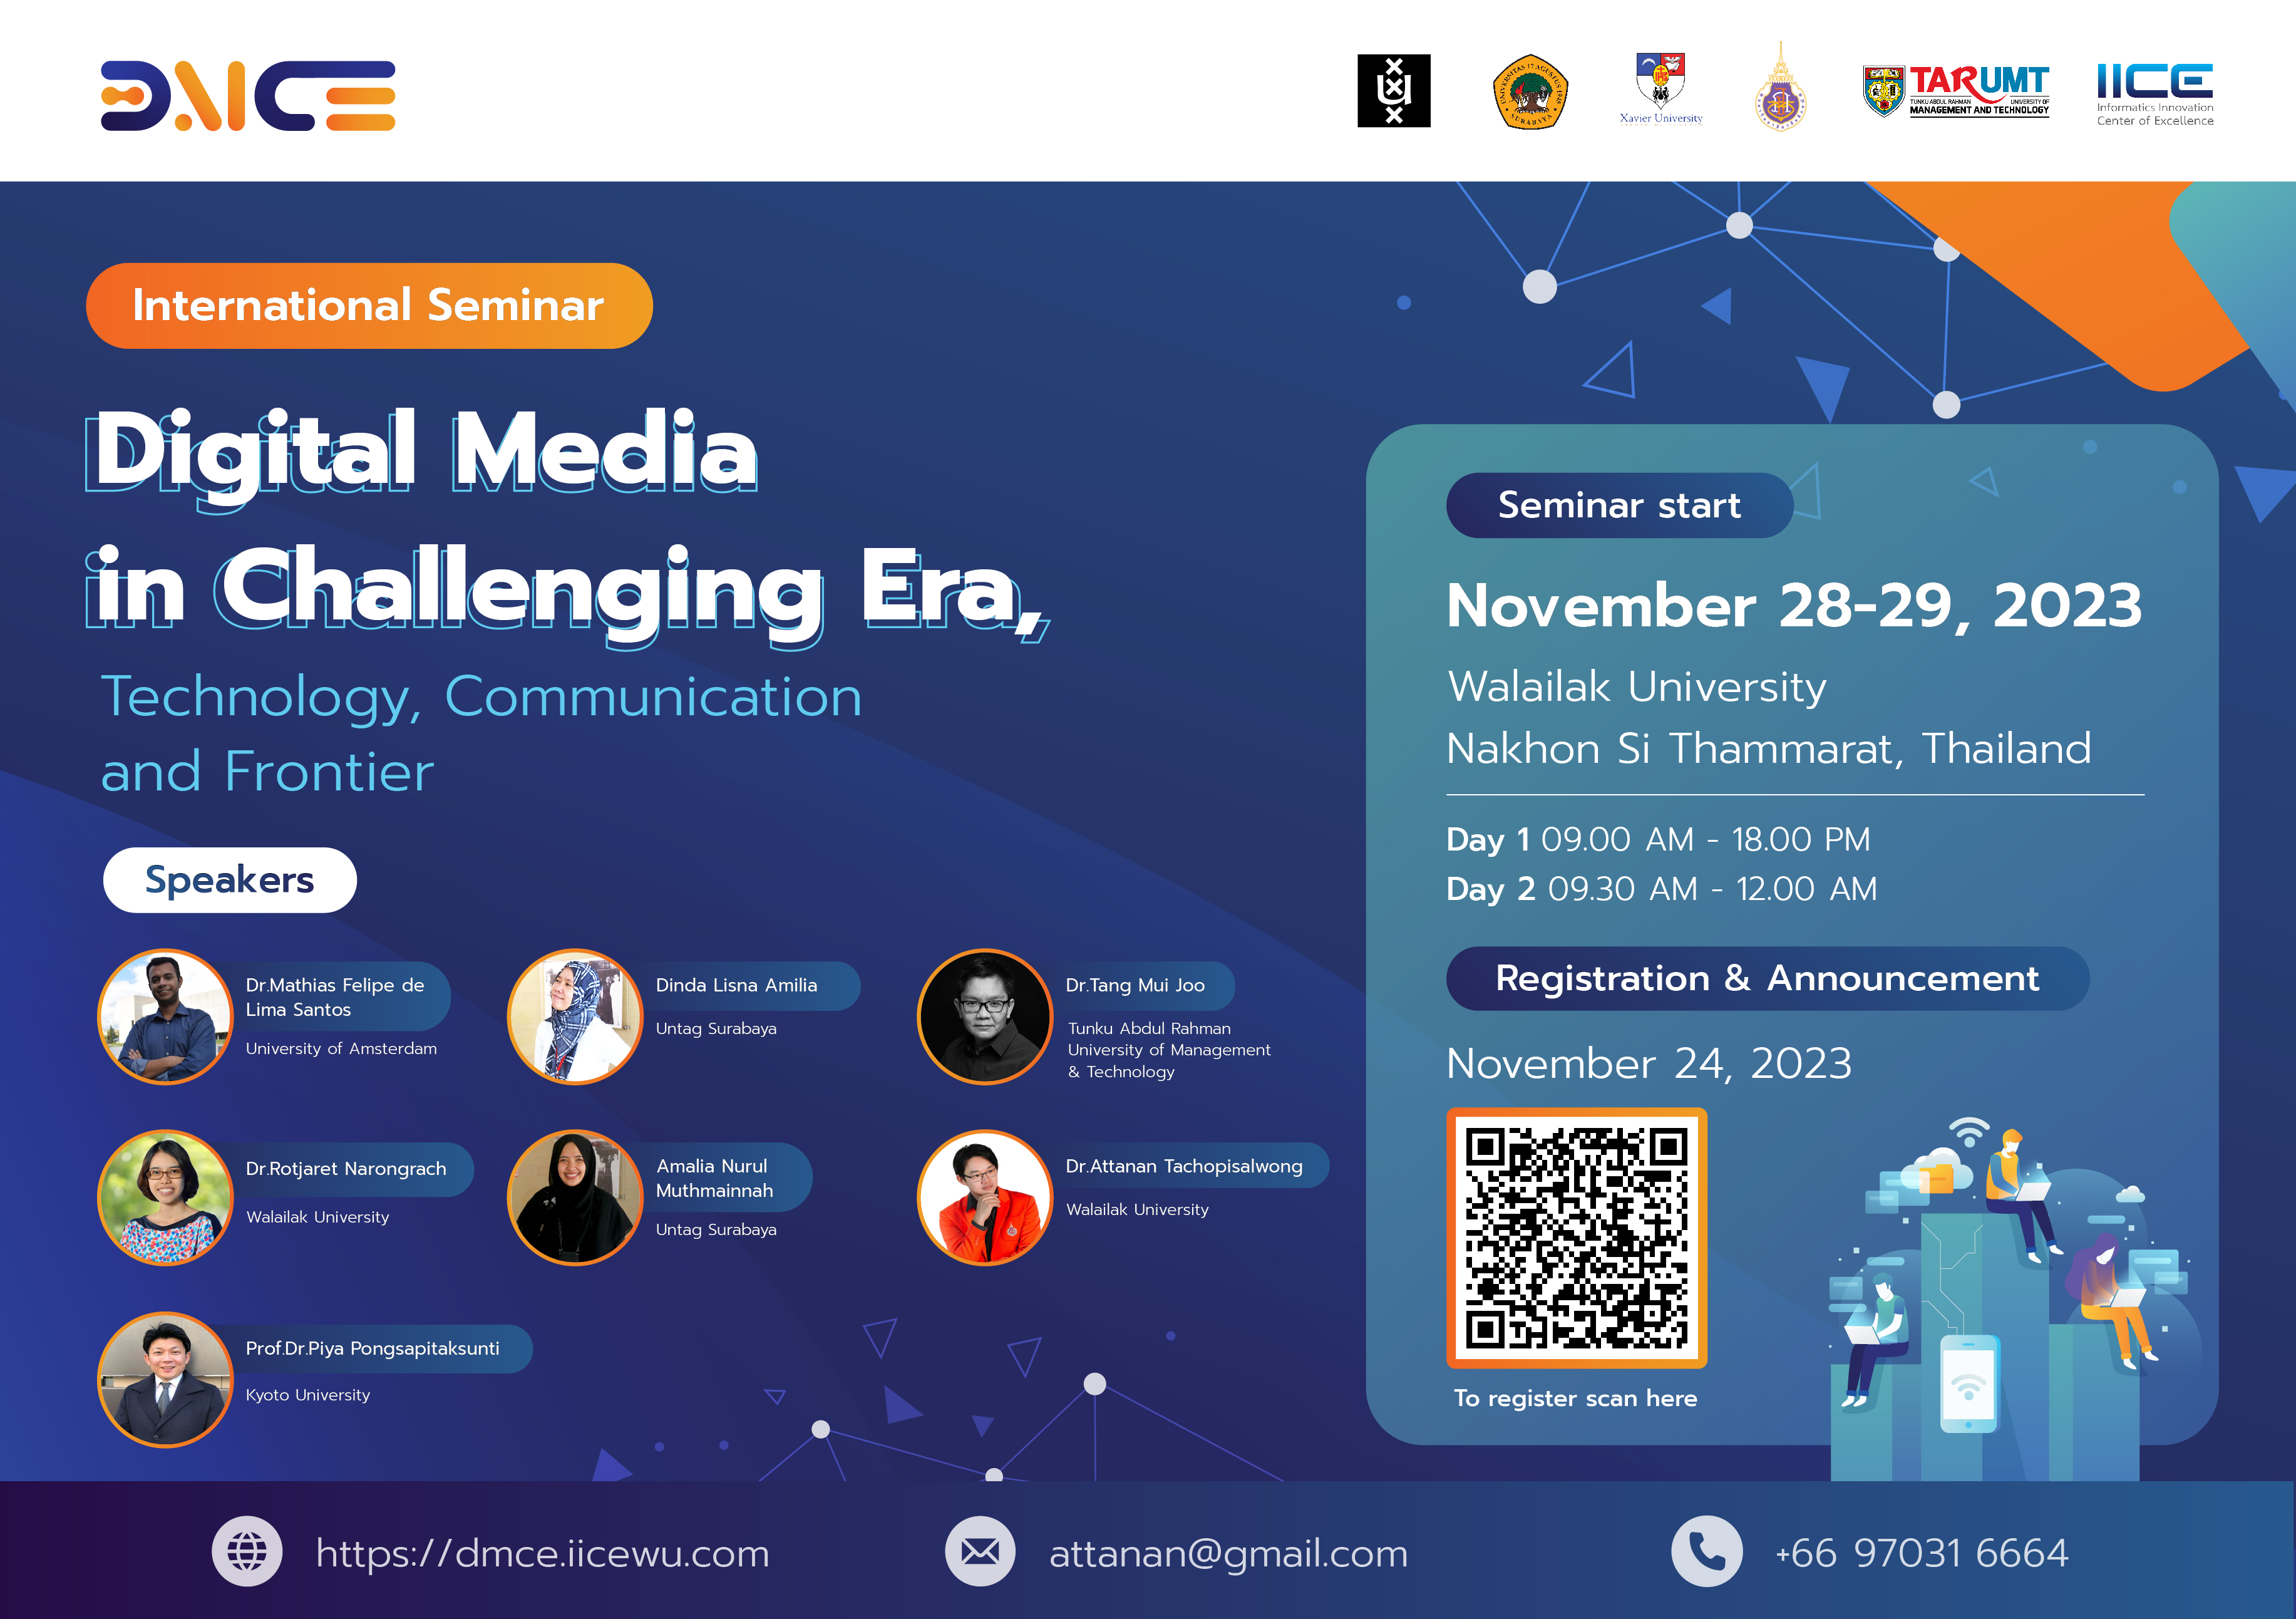 DMCE
UNIVERSITAS 17 AGUSTUS 1945
SURABAYA
Xavier University
TARUMT
TUNKU ABDUL RAHMAN UNIVERSITY OF
MANAGEMENT AND TECHNOLOGY
IICE
Informatics Innovation
Center of Excellence
International Seminar
Digital Media
in Challenging Era,
Technology, Communication
and Frontier
Speakers
Dr.Mathias Felipe de
Lima Santos
University of Amsterdam
Dinda Lisna Amilia
Untag Surabaya
Dr.Tang Mui Joo
Tunku Abdul Rahman
University of Management
& Technology
Dr.Rotjaret Narongrach
Walailak University
Amalia Nurul
Muthmainnah
Untag Surabaya
Dr.Attanan Tachopisalwong
Walailak University
Prof.Dr.Piya Pongsapitaksunti
Kyoto University
Seminar start
November 28-29, 2023
Walailak University
Nakhon Si Thammarat, Thailand
Day 1 09.00 AM - 18.00 PM
Day 2 09.30 AM - 12.00 AM
Registration & Announcement
November 24, 2023
To register scan here
https://dmce.iicewu.com
attanan@gmail.com
+66 97031 6664